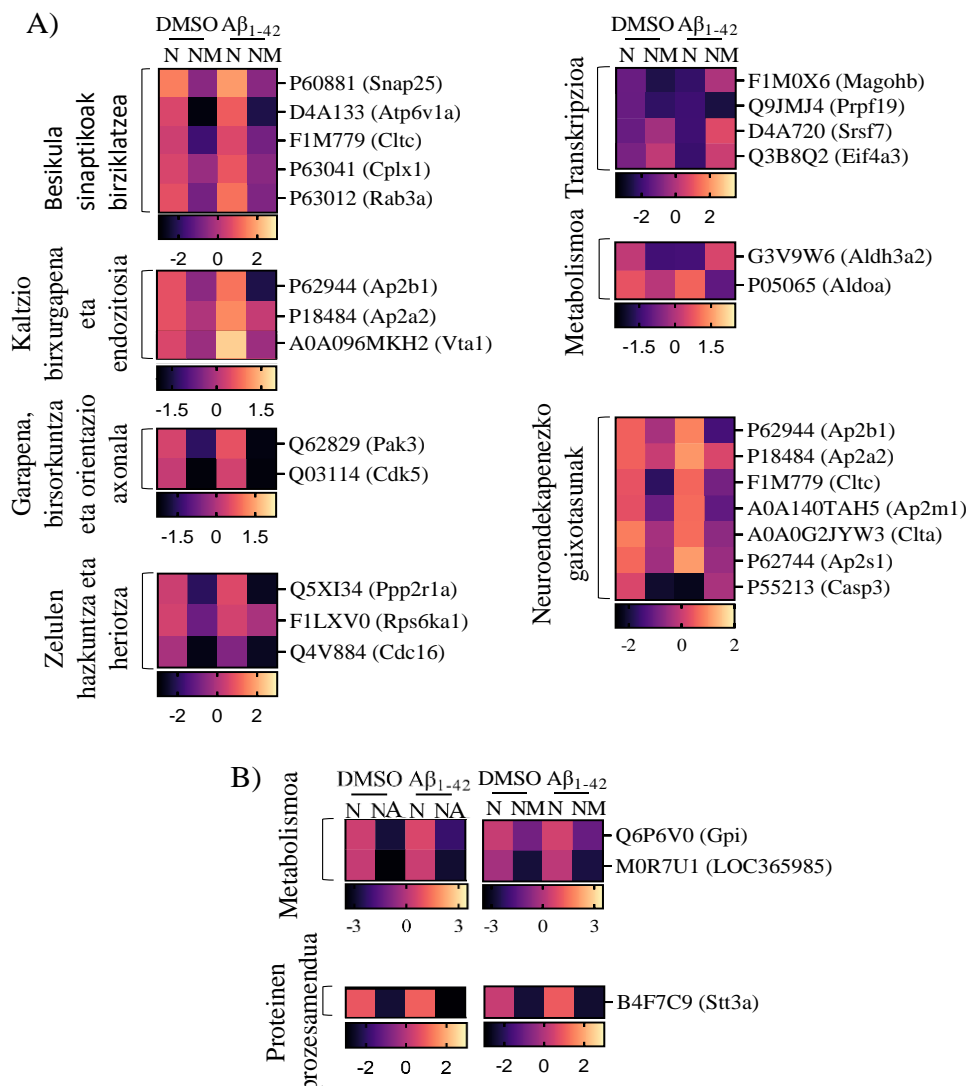 A)
DMSO Aβ1-42
N NM N NM
Besikula
sinaptikoak
birziklatzea
P60881 (Snap25)
D4A133 (Atp6v1a)
F1M779 (Cltc)
P63041 (Cplx1)
P63012 (Rab3a)
-2 0 2
Kaltzio
birxurgapena eta
endozitosia
P62944 (Ap2b1)
P18484 (Ap2a2)
A0A096MKH2 (Vta1)
-1.5 0 1.5
Garapena,
birsorkuntza
eta orientazio
axonala
Q62829 (Pak3)
Q03114 (Cdk5)
-1.5 0 1.5
Zelulen
hazkuntza eta
heriotza
Q5XI34 (Ppp2r1a)
F1LXV0 (Rps6ka1)
Q4V884 (Cdc16)
-2 0 2
DMSO Aβ1-42
N NM N NM
Transkripzioa
F1M0X6 (Magohb)
Q9JMJ4 (Prpf19)
D4A720 (Srsf7)
Q3B8Q2 (Eif4a3)
-2 0 2
Metabolismoa
G3V9W6 (Aldh3a2)
P05065 (Aldoa)
-1.5 0 1.5
Neuroendekapenezko
gaixotasunak
P62944 (Ap2b1)
P18484 (Ap2a2)
F1M779 (Cltc)
A0A140TAH5 (Ap2m1)
A0A0G2JYW3 (Clta)
P62744 (Ap2s1)
P55213 (Casp3)
-2 0 2
B)
DMSO Aβ1-42 DMSO Aβ1-42
N NA N NA N NM N NM
Metabolismoa
Q6P6V0 (Gpi)
M0R7U1 (LOC365985)
-3 0 3 -3 0 3
Proteinen
prozesamendua
B4F7C9 (Stt3a)
-2 0 2 -2 0 2